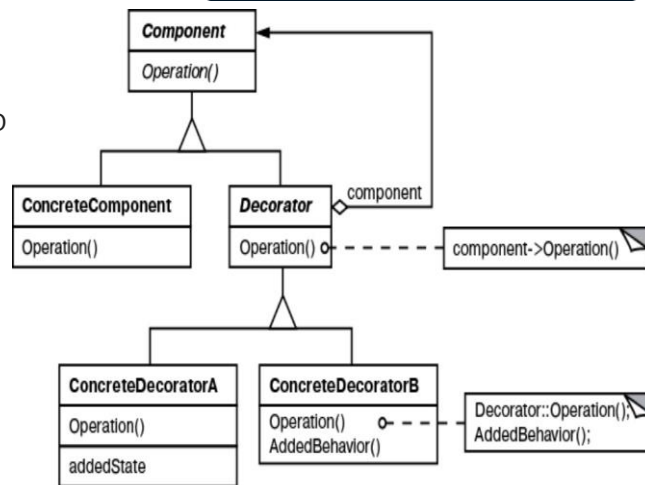 Component
Operation()
ConcreteComponent
Operation()
Decorator
Operation()
component
component->Operation()
ConcreteDecoratorA
Operation()
addedState
ConcreteDecoratorB
Operation()
AddedBehavior()
Decorator::Operation();
AddedBehavior();